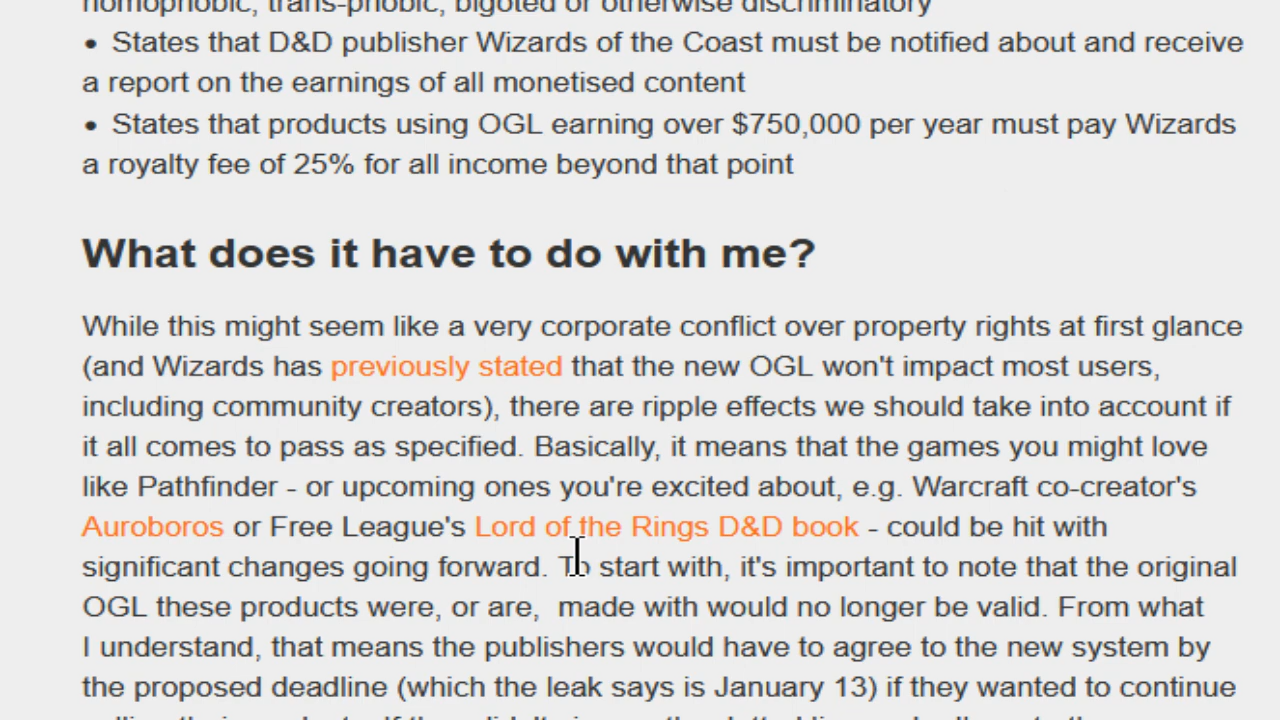 homophobic, trans-phobic, bigoted or otherwise discriminatory
• States that D&D publisher Wizards of the Coast must be notified about and receive
a report on the earnings of all monetised content
• States that products using OGL earning over $750,000 per year must pay Wizards
a royalty fee of 25% for all income beyond that point
What does it have to do with me?
While this might seem like a very corporate conflict over property rights at first glance
(and Wizards has previously stated that the new OGL won't impact most users,
including community creators), there are ripple effects we should take into account if
it all comes to pass as specified. Basically, it means that the games you might love
like Pathfinder - or upcoming ones you're excited about, e.g. Warcraft co-creator's
Auroboros or Free League's Lord of the Rings D&D book - could be hit with
significant changes going forward. To start with, it's important to note that the original
OGL these products were, or are,  made with would no longer be valid. From what
I understand, that means the publishers would have to agree to the new system by
the proposed deadline (which the leak says is January 13) if they wanted to continue